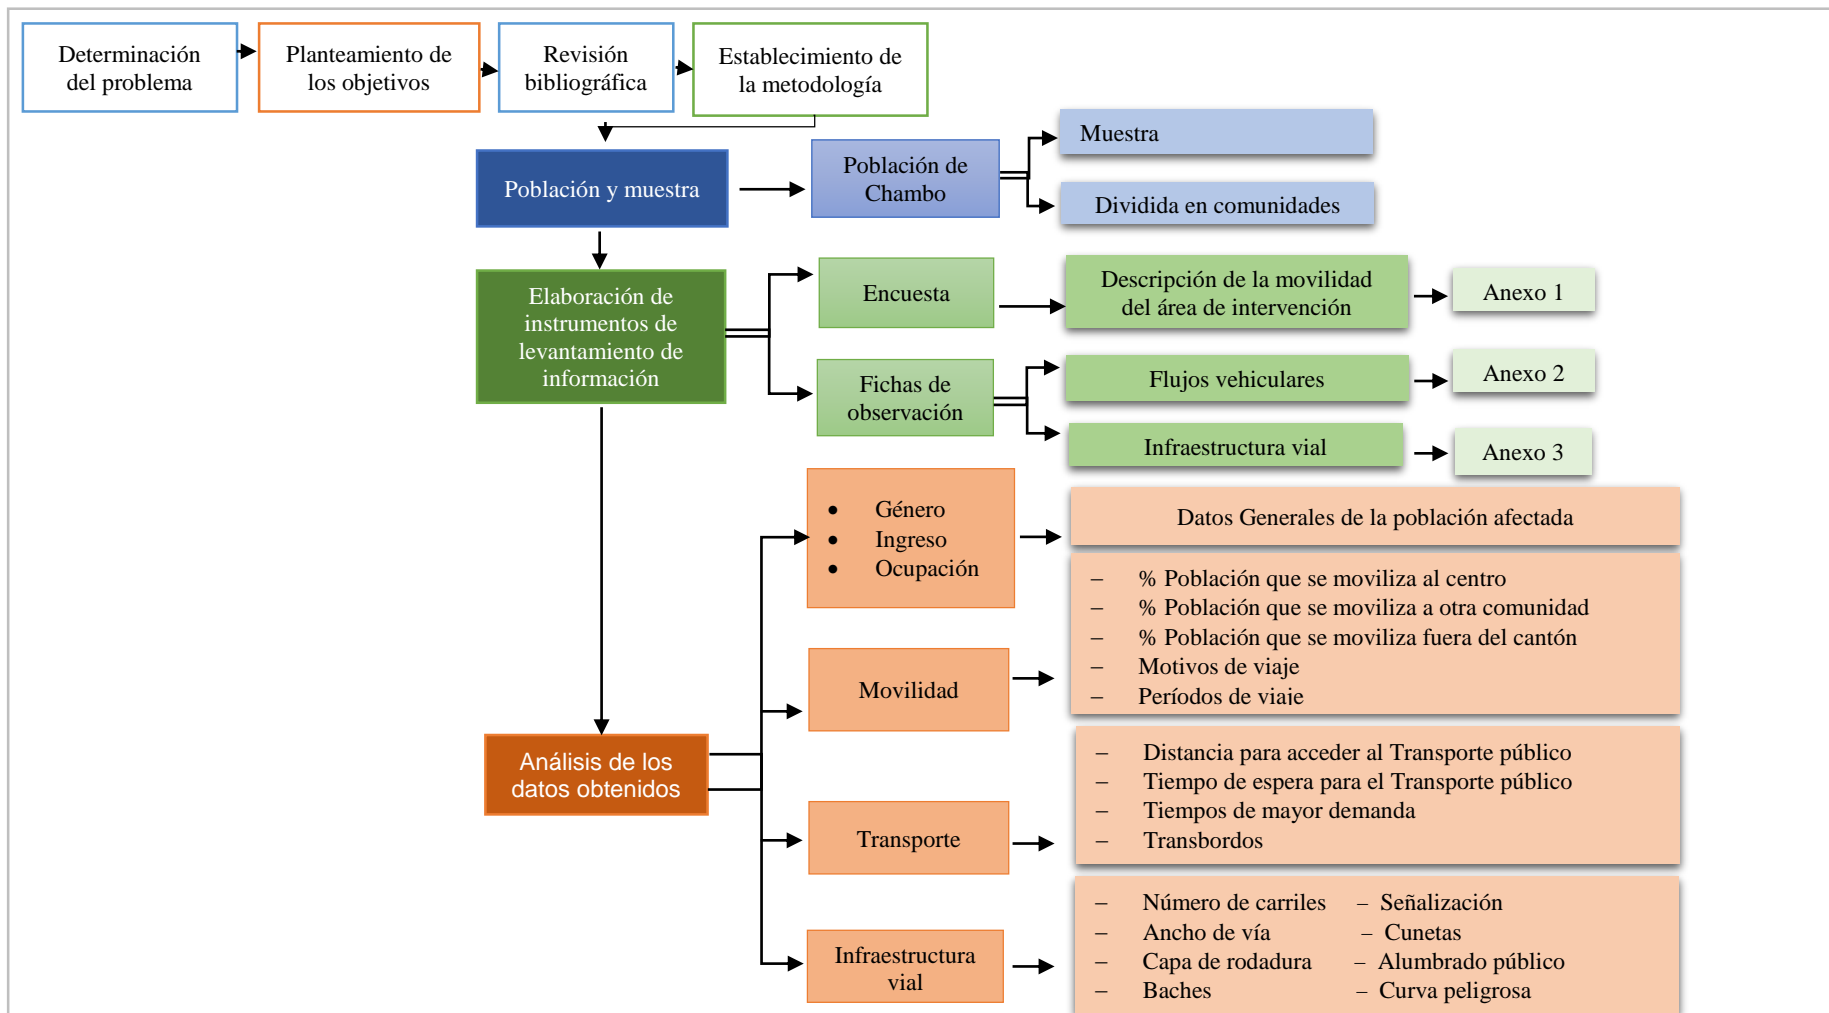 Determinación
del problema
Planteamiento de
los objetivos
Revisión
bibliográfica
Establecimiento de
la metodología
Población y muestra
Población de
Chambo
Muestra
Dividida en comunidades
Elaboración de
instrumentos de
levantamiento de
información
Encuesta
Descripción de la movilidad
del área de intervención
Anexo 1
Fichas de
observación
Flujos vehiculares
Anexo 2
Infraestructura vial
Anexo 3
Análisis de los
datos obtenidos
• Género
• Ingreso
• Ocupación
Datos Generales de la población afectada
Movilidad
– % Población que se moviliza al centro
– % Población que se moviliza a otra comunidad
– % Población que se moviliza fuera del cantón
– Motivos de viaje
– Períodos de viaje
Transporte
– Distancia para acceder al Transporte público
– Tiempo de espera para el Transporte público
– Tiempos de mayor demanda
– Transbordos
Infraestructura
vial
– Número de carriles – Señalización
– Ancho de vía – Cunetas
– Capa de rodadura – Alumbrado público
– Baches – Curva peligrosa